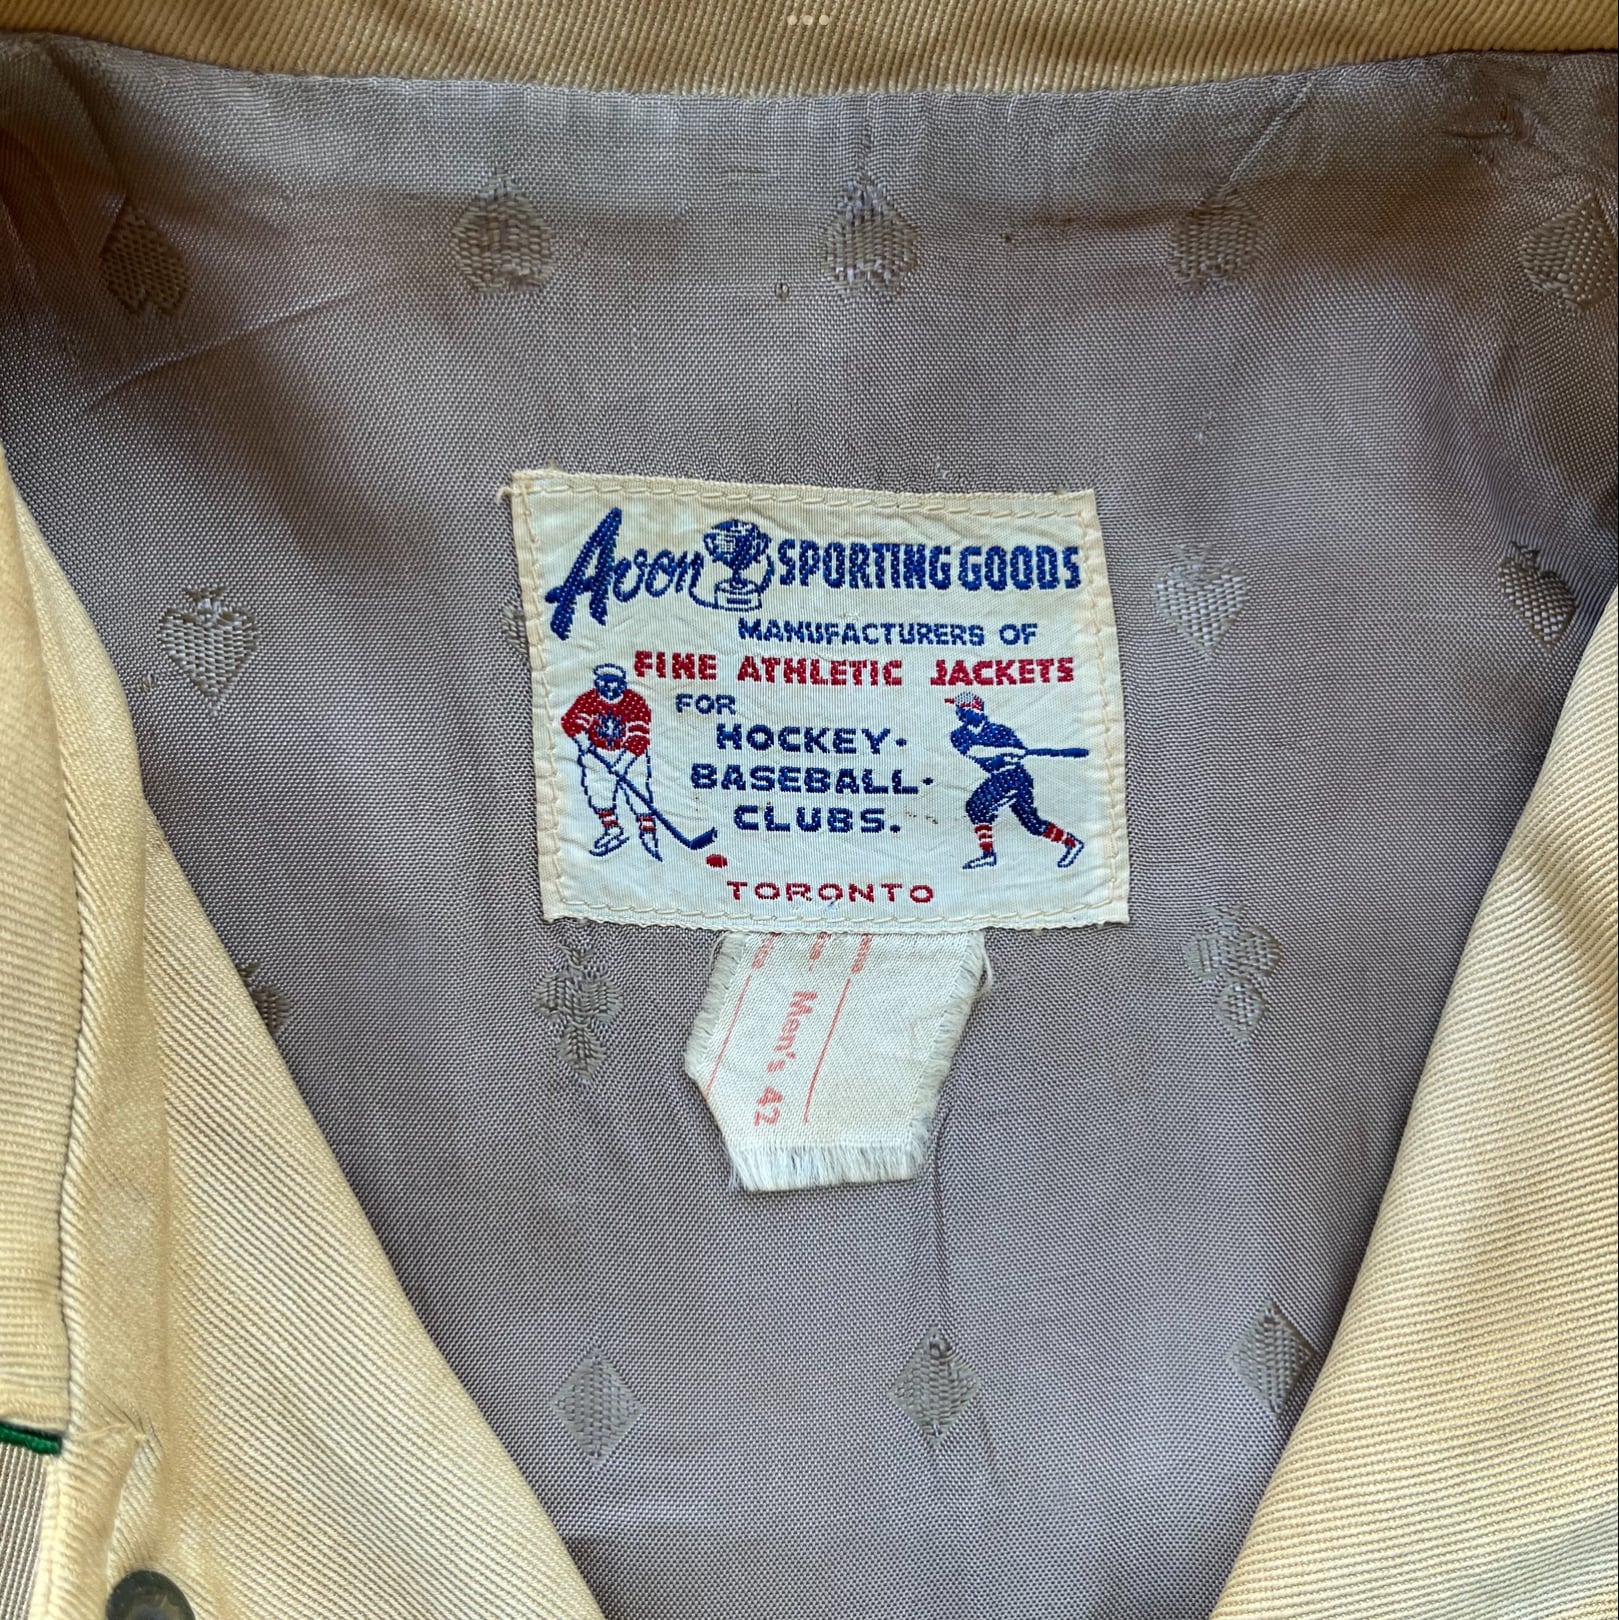 Avon SPORTING GOODS
MANUFACTURERS OF
FINE ATHLETIC JACKETS
FOR
HOCKEY·
BASEBALL·
CLUBS.
TORONTO
Men's 42